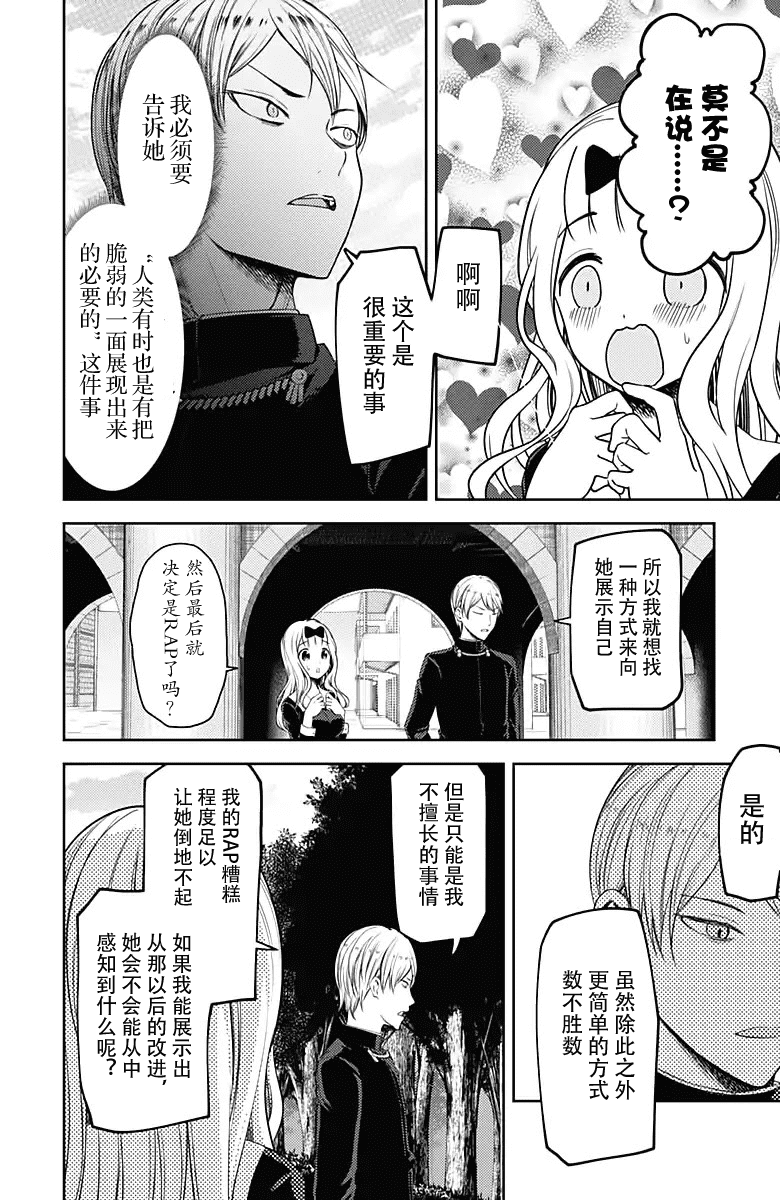 莫不是
在说……？
啊
啊
这个是
很重要的事
我必须要
告诉她
“人类有时也是有把
脆弱的一面展现出来
的必要的”这件事
所以我就想找
一种方式来向
她展示自己
然后最后就
决定是RAP了吗？
是的
虽然除此之外
更简单的方式
数不胜数
但是只能是我
不擅长的事情
我的RAP糟糕
程度足以
让她倒地不起
如果我能展示出
从那以后的改进，
她会不会能从中
感知到什么呢？